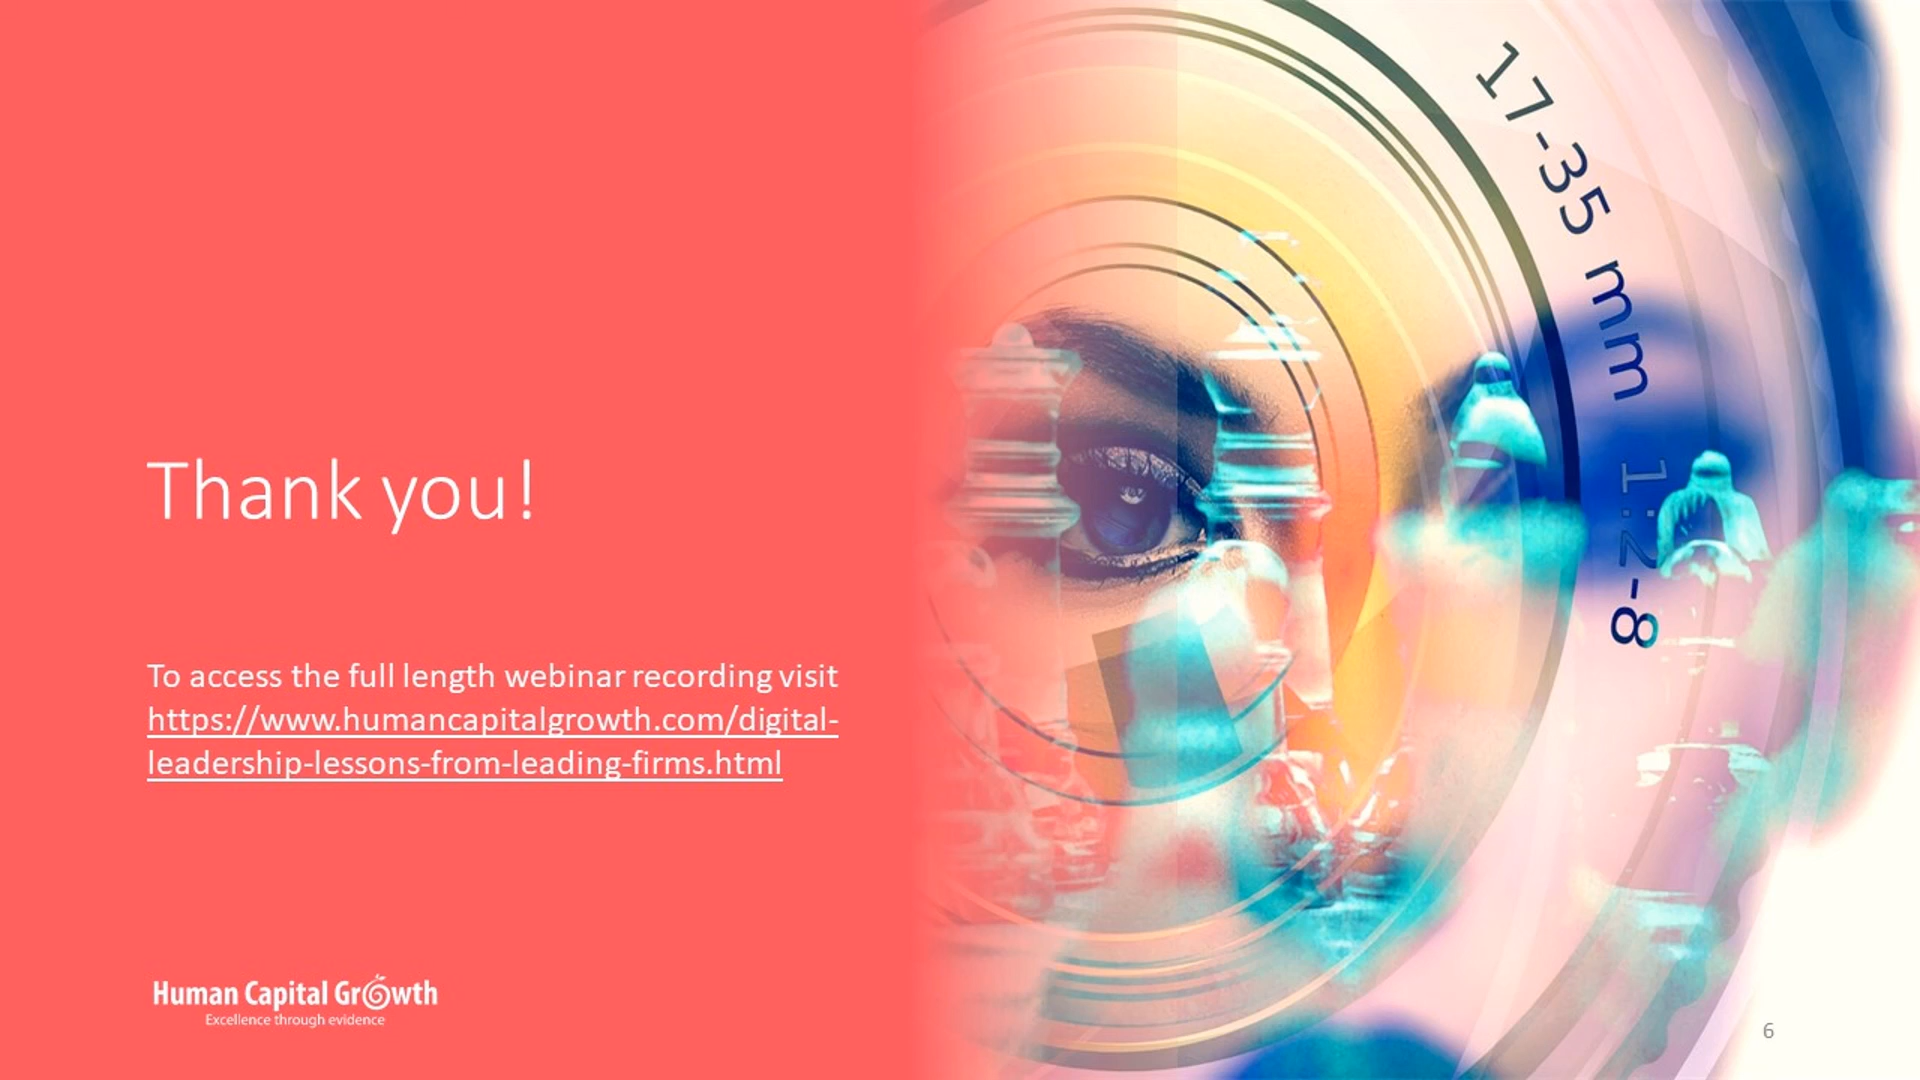 Thank you!
To access the full length webinar recording visit
https://www.humancapitalgrowth.com/digital-
leadership-lessons-from-leading-firms.html
Human Capital Growth
Excellence through evidence
17-35 mm 1:2-8
6